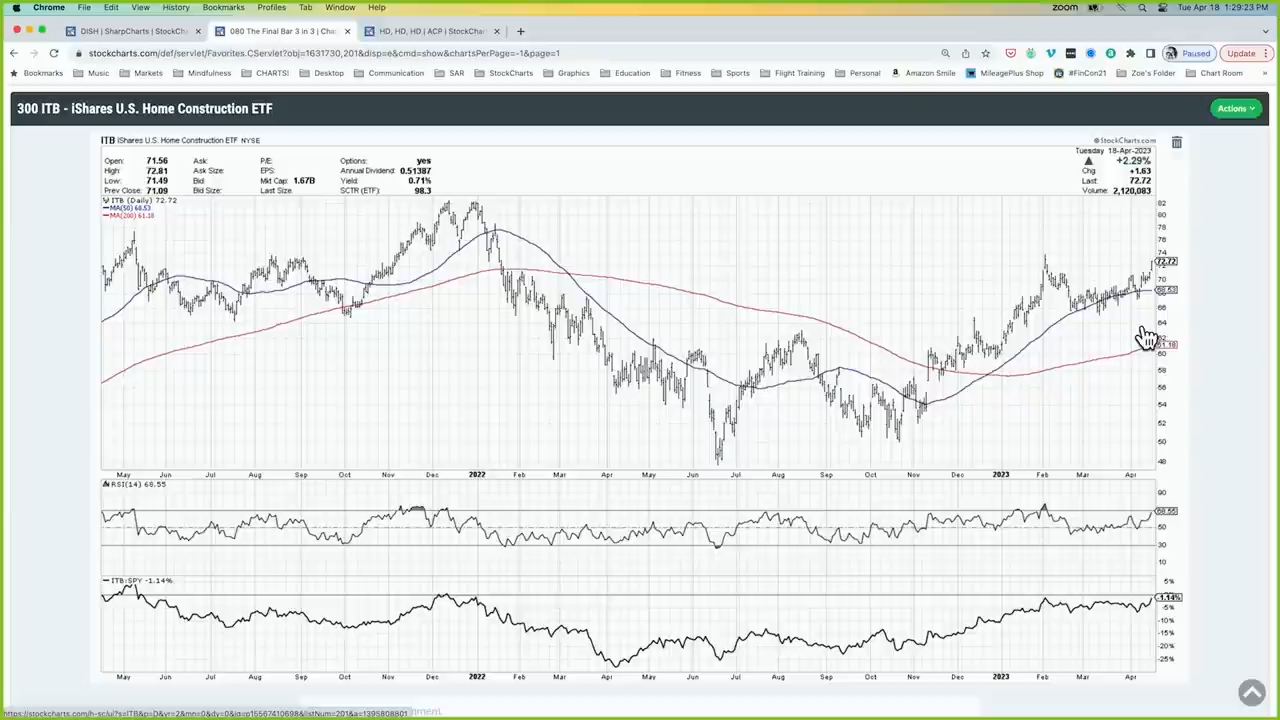 Chrome File Edit View History Bookmarks Profiles Tab Window Help zoom Tue Apr 18 1:29:23 PM
DISH | SharpCharts | StockCh 080 The Final Bar 3 in 3 | Cha HD, HD, HD | ACP | StockChar
stockcharts.com/def/servlet/Favorites.CServlet?obj=1631730,201&disp=e&cmd=show&chartsPerPage=-1&page=1 Paused Update
Bookmarks Music Markets Mindfulness CHARTS! Desktop Communication SAR StockCharts Graphics Education Fitness Sports Flight Training Personal Amazon Smile MileagePlus Shop #FinCon21 Zoe's Folder Chart Room »
300 ITB - iShares U.S. Home Construction ETF Actions
ITB iShares U.S. Home Construction ETF NYSE © StockCharts.com
Tuesday 18-Apr-2023
Open: 71.56 Ask: P/E: Options: yes +2.29%
High: 72.81 Ask Size: EPS: Annual Dividend: 0.51387 Chg: +1.63
Low: 71.49 Bid: Mkt Cap: 1.67B Yield: 0.71% Last: 72.72
Prev Close: 71.09 Bid Size: Last Size: SCTR (ETF): 98.3 Volume: 2,120,083
ITB (Daily) 72.72
MA(50) 68.53
MA(200) 61.18
82
80
78
76
74
72.72
70
68.53
66
64
62
61.18
60
58
56
54
52
50
48
May Jun Jul Aug Sep Oct Nov Dec 2022 Feb Mar Apr May Jun Jul Aug Sep Oct Nov Dec 2023 Feb Mar Apr
RSI(14) 68.55
90
68.55
50
30
10
ITB:SPY -1.14%
5%
-1.14%
-5%
-10%
-15%
-20%
-25%
May Jun Jul Aug Sep Oct Nov Dec 2022 Feb Mar Apr May Jun Jul Aug Sep Oct Nov Dec 2023 Feb Mar Apr